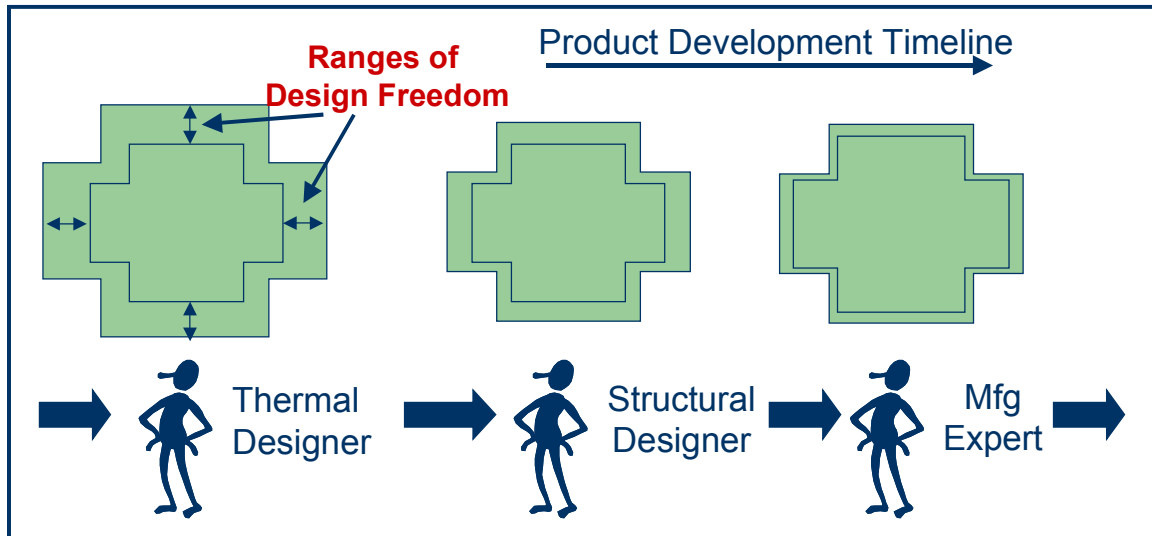 Product Development Timeline
Ranges of
Design Freedom
Thermal
Designer
Structural
Designer
Mfg
Expert